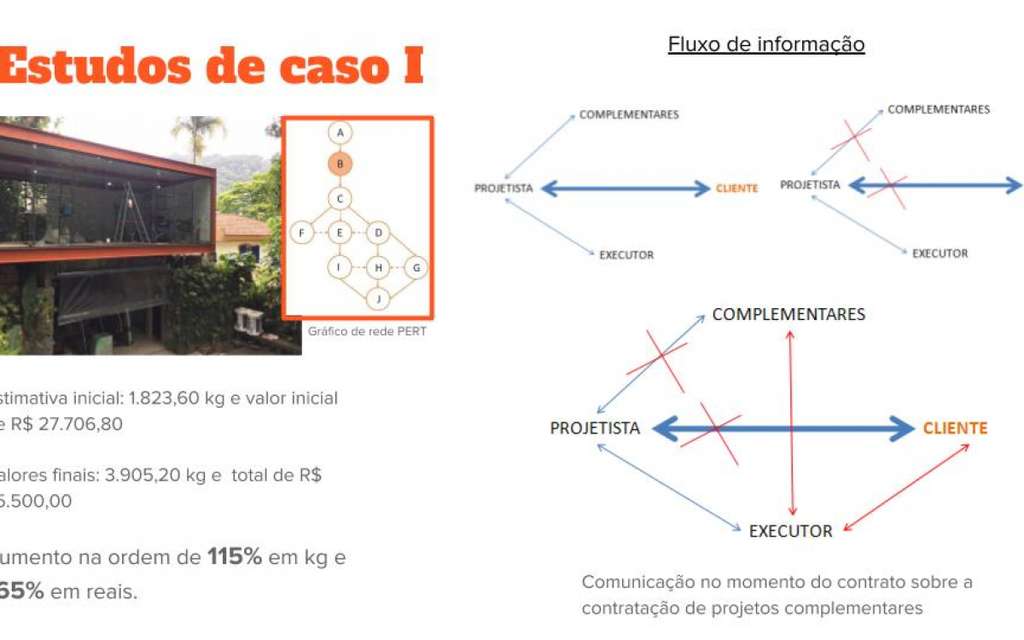 Estudos de caso I
A
B
C
F
E
D
I
H
G
J
Gráfico de rede PERT
stimativa inicial: 1.823,60 kg e valor inicial
e R$ 27.706,80
alores finais: 3.905,20 kg e total de R$
5.500,00
umento na ordem de 115% em kg e
65% em reais.
Fluxo de informação
COMPLEMENTARES
PROJETISTA
CLIENTE
EXECUTOR
COMPLEMENTARES
PROJETISTA
EXECUTOR
COMPLEMENTARES
PROJETISTA
CLIENTE
EXECUTOR
Comunicação no momento do contrato sobre a
contratação de projetos complementares